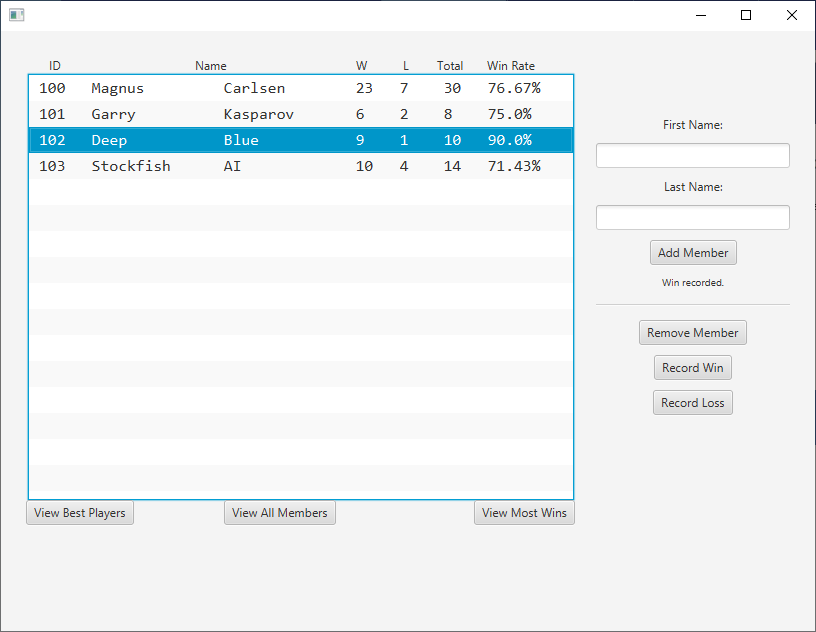 ID Name W L Total Win Rate
100 Magnus Carlsen 23 7 30 76.67%
101 Garry Kasparov 6 2 8 75.0%
102 Deep Blue 9 1 10 90.0%
103 Stockfish AI 10 4 14 71.43%
View Best Players View All Members View Most Wins
First Name:
Last Name:
Add Member
Win recorded.
Remove Member
Record Win
Record Loss